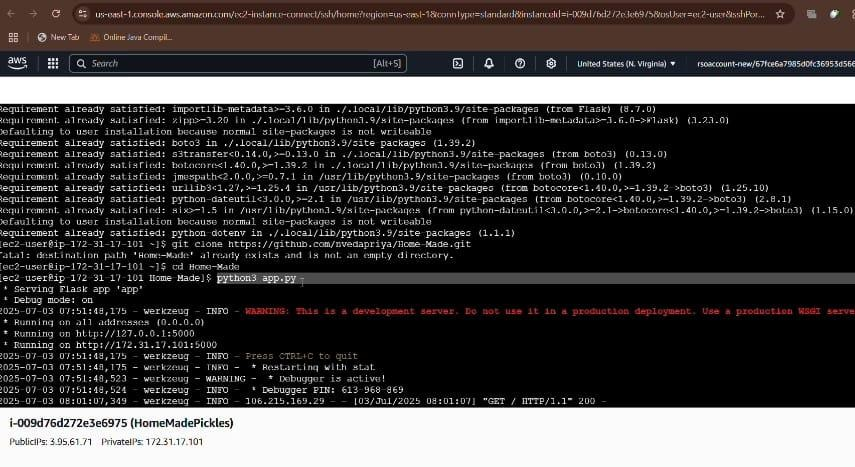 us-east-1.console.aws.amazon.com/ec2-instance-connect/ssh/home?region=us-east-1&connType=standard&instanceId=i-009d76d272e3e6975&osUser=ec2-user&sshPor...
New Tab Online Java Compil...
aws Search [Alt+S] United States (N. Virginia) rsoaccount-new/67fce6a7985d0fc36953d566
Requirement already satisfied: importlib-metadata>=3.6.0 in ./.local/lib/python3.9/site-packages (from Flask) (8.7.0)
Requirement already satisfied: zipp>=3.20 in ./.local/lib/python3.9/site-packages (from importlib-metadata>=3.6.0->Flask) (3.23.0)
Defaulting to user installation because normal site-packages is not writeable
Requirement already satisfied: boto3 in ./.local/lib/python3.9/site-packages (1.39.2)
Requirement already satisfied: s3transfer<0.14.0,>=0.13.0 in ./.local/lib/python3.9/site-packages (from boto3) (0.13.0)
Requirement already satisfied: botocore<1.40.0,>=1.39.2 in ./.local/lib/python3.9/site-packages (from boto3) (1.39.2)
Requirement already satisfied: jmespath<2.0.0,>=0.7.1 in /usr/lib/python3.9/site-packages (from boto3) (0.10.0)
Requirement already satisfied: urllib3<1.27,>=1.25.4 in /usr/lib/python3.9/site-packages (from botocore<1.40.0,>=1.39.2->boto3) (1.25.10)
Requirement already satisfied: python-dateutil<3.0.0,>=2.1 in /usr/lib/python3.9/site-packages (from botocore<1.40.0,>=1.39.2->boto3) (2.8.1)
Requirement already satisfied: six>=1.5 in /usr/lib/python3.9/site-packages (from python-dateutil<3.0.0,>=2.1->botocore<1.40.0,>=1.39.2->boto3) (1.15.0)
Defaulting to user installation because normal site-packages is not writeable
Requirement already satisfied: python-dotenv in ./.local/lib/python3.9/site-packages (1.1.1)
[ec2-user@ip-172-31-17-101 ~]$ git clone https://github.com/nvedapriya/Home-Made.git
fatal: destination path 'Home-Made' already exists and is not an empty directory.
[ec2-user@ip-172-31-17-101 ~]$ cd Home-Made
[ec2-user@ip-172-31-17-101 Home-Made]$ python3 app.py
* Serving Flask app 'app'
* Debug mode: on
2025-07-03 07:51:48,175 - werkzeug - INFO - WARNING: This is a development server. Do not use it in a production deployment. Use a production WSGI serve
* Running on all addresses (0.0.0.0)
* Running on http://127.0.0.1:5000
* Running on http://172.31.17.101:5000
2025-07-03 07:51:48,175 - werkzeug - INFO - Press CTRL+C to quit
2025-07-03 07:51:48,175 - werkzeug - INFO - * Restarting with stat
2025-07-03 07:51:48,523 - werkzeug - WARNING - * Debugger is active!
2025-07-03 07:51:48,524 - werkzeug - INFO - * Debugger PIN: 613-968-869
2025-07-03 08:01:07,349 - werkzeug - INFO - 106.215.169.29 - - [03/Jul/2025 08:01:07] "GET / HTTP/1.1" 200 -
i-009d76d272e3e6975 (HomeMadePickles)
PublicIPs: 3.95.61.71 PrivateIPs: 172.31.17.101